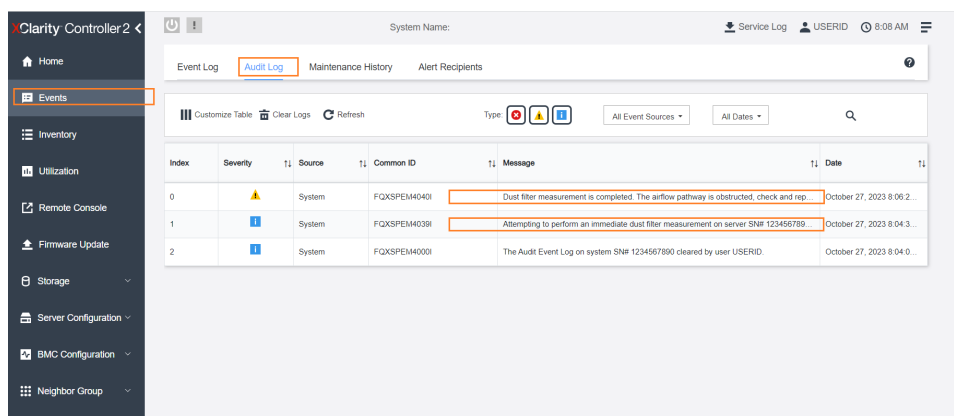 XClarity Controller 2
System Name:
Service Log
USERID
8:08 AM
Home
Events
Inventory
Utilization
Remote Console
Firmware Update
Storage
Server Configuration
BMC Configuration
Neighbor Group
Event Log
Audit Log
Maintenance History
Alert Recipients
Customize Table
Clear Logs
Refresh
Type:
All Event Sources
All Dates
Index Severity Source Common ID Message Date
0 System FQXSPEM4040I Dust filter measurement is completed. The airflow pathway is obstructed, check and rep... October 27, 2023 8:06:2...
1 System FQXSPEM4039I Attempting to perform an immediate dust filter measurement on server SN# 123456789... October 27, 2023 8:04:3...
2 System FQXSPEM4000I The Audit Event Log on system SN# 1234567890 cleared by user USERID. October 27, 2023 8:04:0...